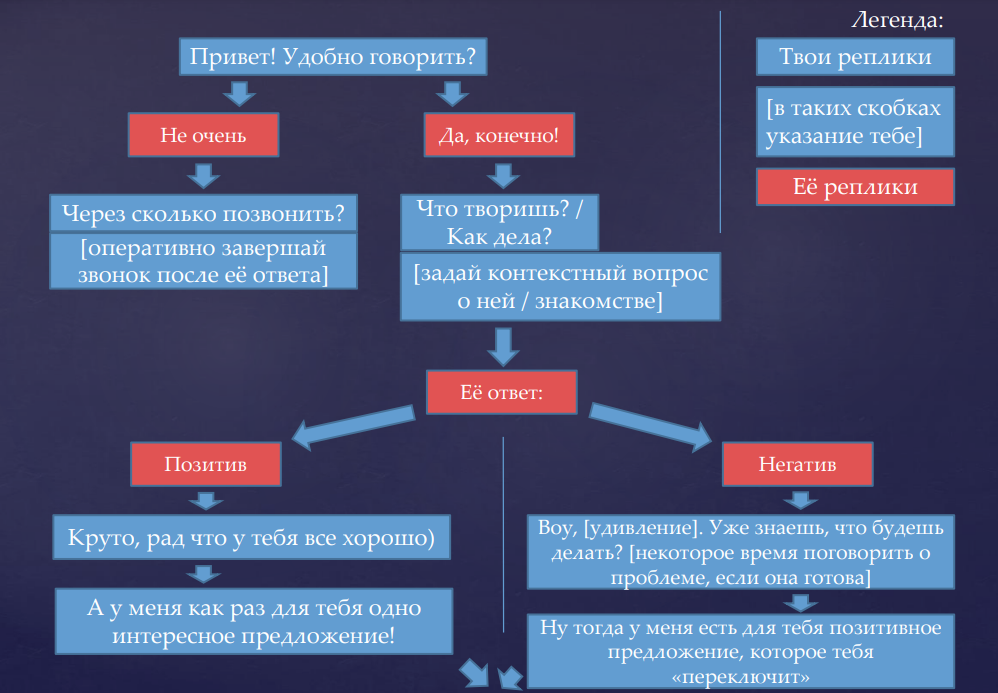 Легенда:
Привет! Удобно говорить?
Твои реплики
[в таких скобках
указание тебе]
Её реплики
Не очень
Да, конечно!
Через сколько позвонить?
[оперативно завершай
звонок после её ответа]
Что творишь? /
Как дела?
[задай контекстный вопрос
о ней / знакомстве]
Её ответ:
Позитив
Негатив
Круто, рад что у тебя все хорошо)
Воу, [удивление]. Уже знаешь, что будешь
делать? [некоторое время поговорить о
проблеме, если она готова]
А у меня как раз для тебя одно
интересное предложение!
Ну тогда у меня есть для тебя позитивное
предложение, которое тебя
«переключит»